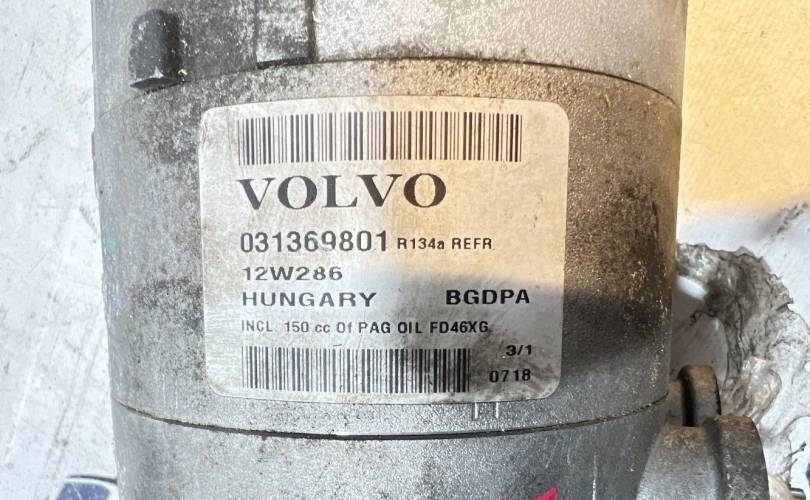 VOLVO
031369801 R134a REFR
12W286
HUNGARY BGDPA
INCL. 150 cc Of PAG OIL FD46XG
3/1
0718